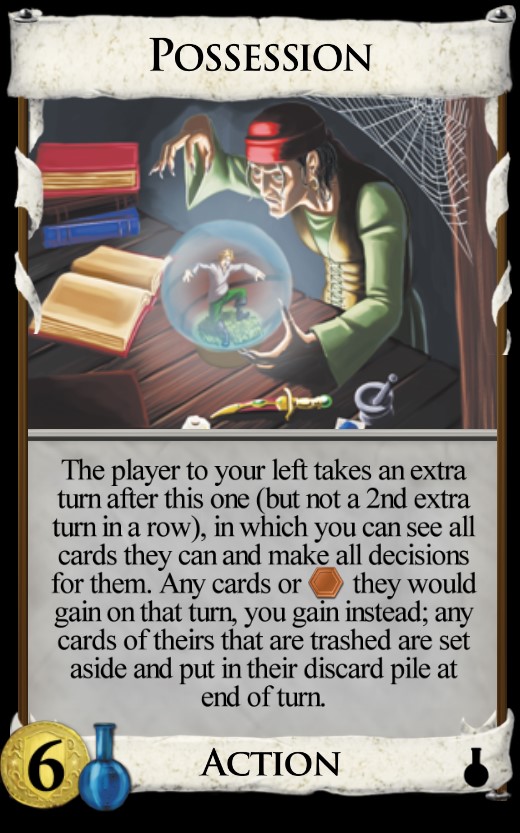 POSSESSION
The player to your left takes an extra
turn after this one (but not a 2nd extra
turn in a row), in which you can see all
cards they can and make all decisions
for them. Any cards or they would
gain on that turn, you gain instead; any
cards of theirs that are trashed are set
aside and put in their discard pile at
end of turn.
6 ACTION